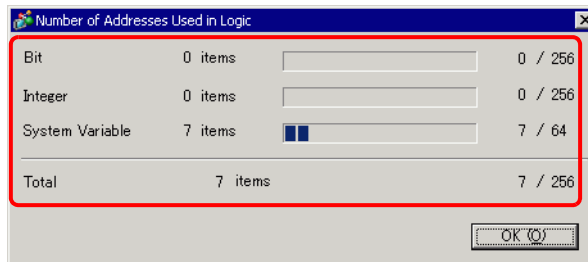 Number of Addresses Used in Logic
Bit 0 items 0 / 256
Integer 0 items 0 / 256
System Variable 7 items 7 / 64
Total 7 items 7 / 256
OK (O)